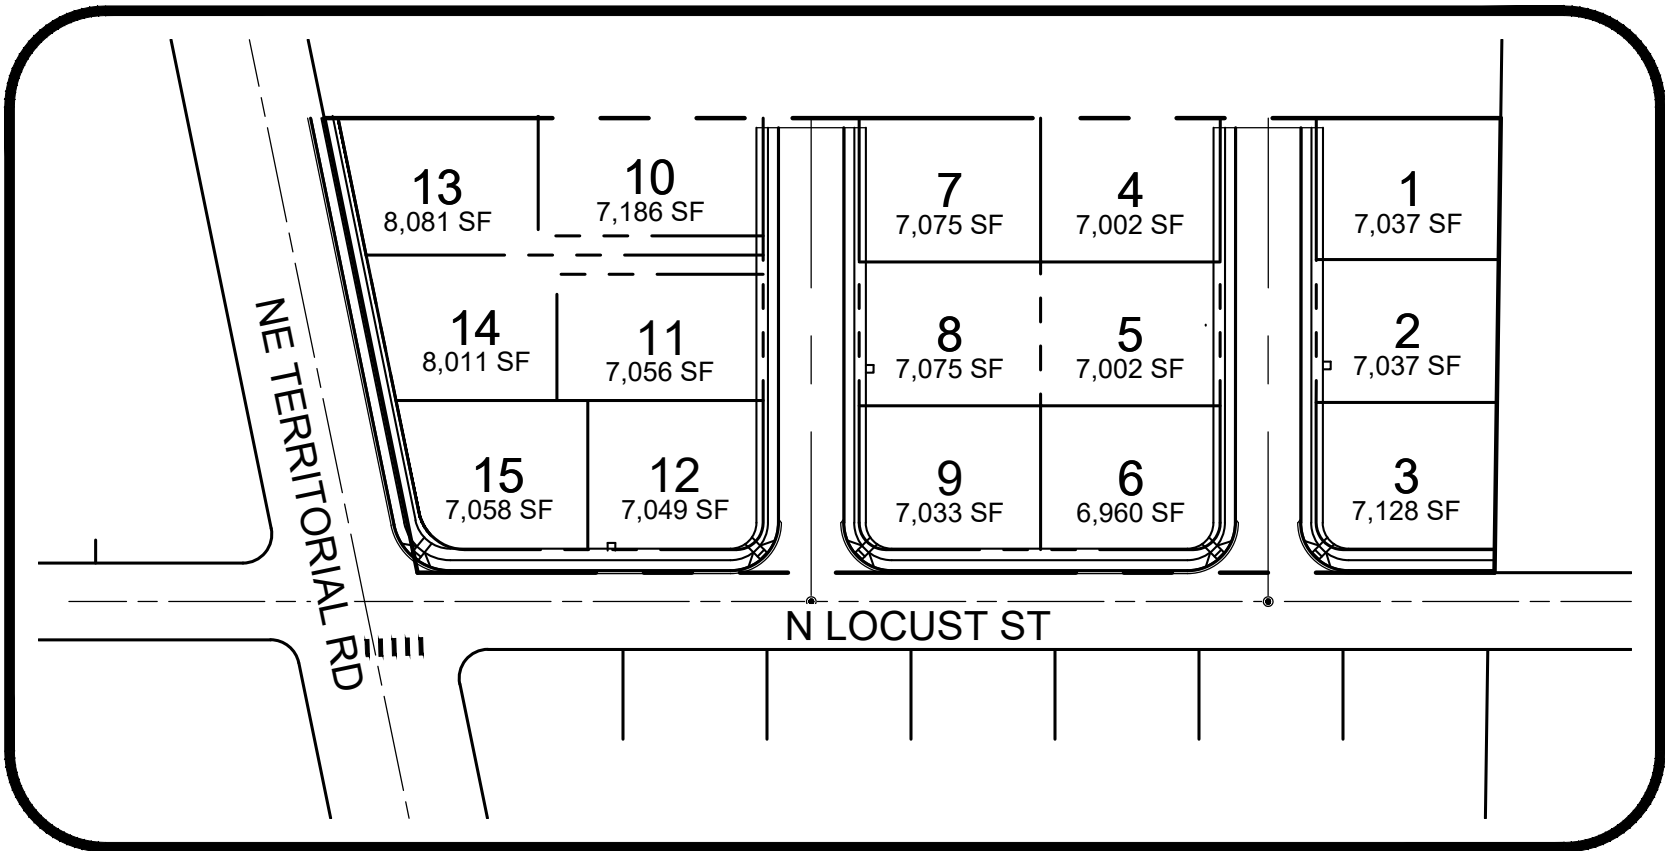 13
8,081 SF
10
7,186 SF
7
7,075 SF
4
7,002 SF
1
7,037 SF
14
8,011 SF
11
7,056 SF
8
7,075 SF
5
7,002 SF
2
7,037 SF
15
7,058 SF
12
7,049 SF
9
7,033 SF
6
6,960 SF
3
7,128 SF
NE TERRITORIAL RD
N LOCUST ST